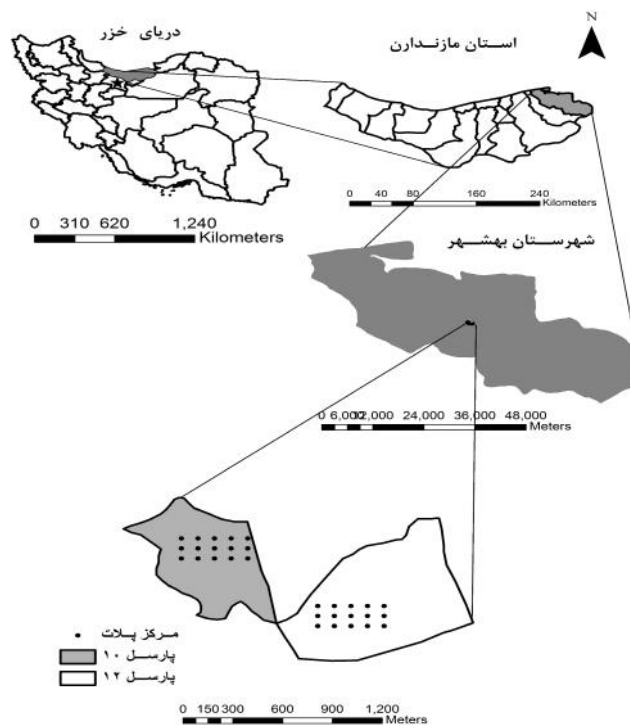 N
دریای خزر
استان مازندارن
0 40 80 160 240
Kilometers
0 310 620 1,240
Kilometers
شهرستان بهشهر
0 6,000 12,000 24,000 36,000 48,000
Meters
مرکز پلات
پارسل ۱۰
پارسل ۱۲
0 150 300 600 900 1,200
Meters